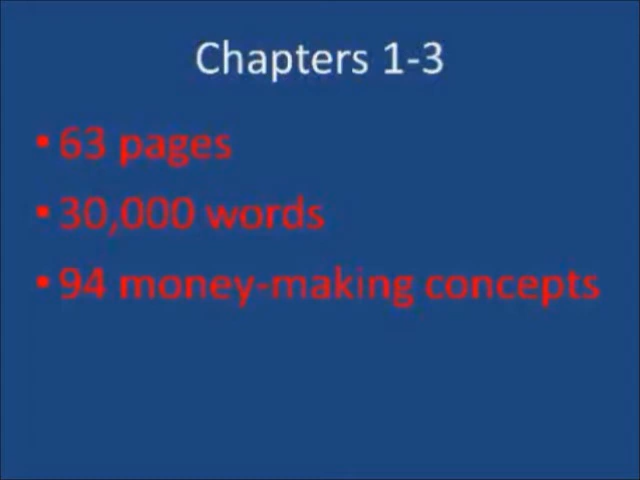 Chapters 1-3
• 63 pages
• 30,000 words
• 94 money-making concepts